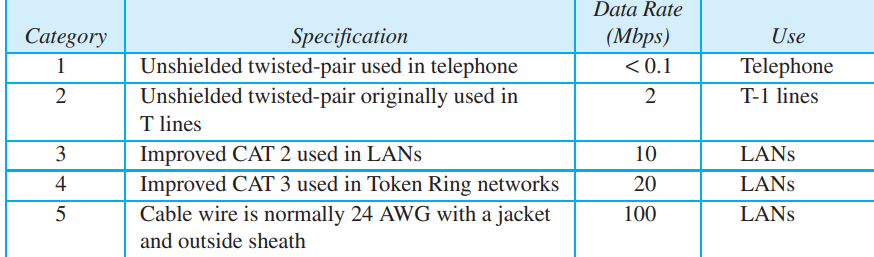 Category Specification Data Rate (Mbps) Use
1 Unshielded twisted-pair used in telephone < 0.1 Telephone
2 Unshielded twisted-pair originally used in 2 T-1 lines
T lines
3 Improved CAT 2 used in LANs 10 LANs
4 Improved CAT 3 used in Token Ring networks 20 LANs
5 Cable wire is normally 24 AWG with a jacket 100 LANs
and outside sheath